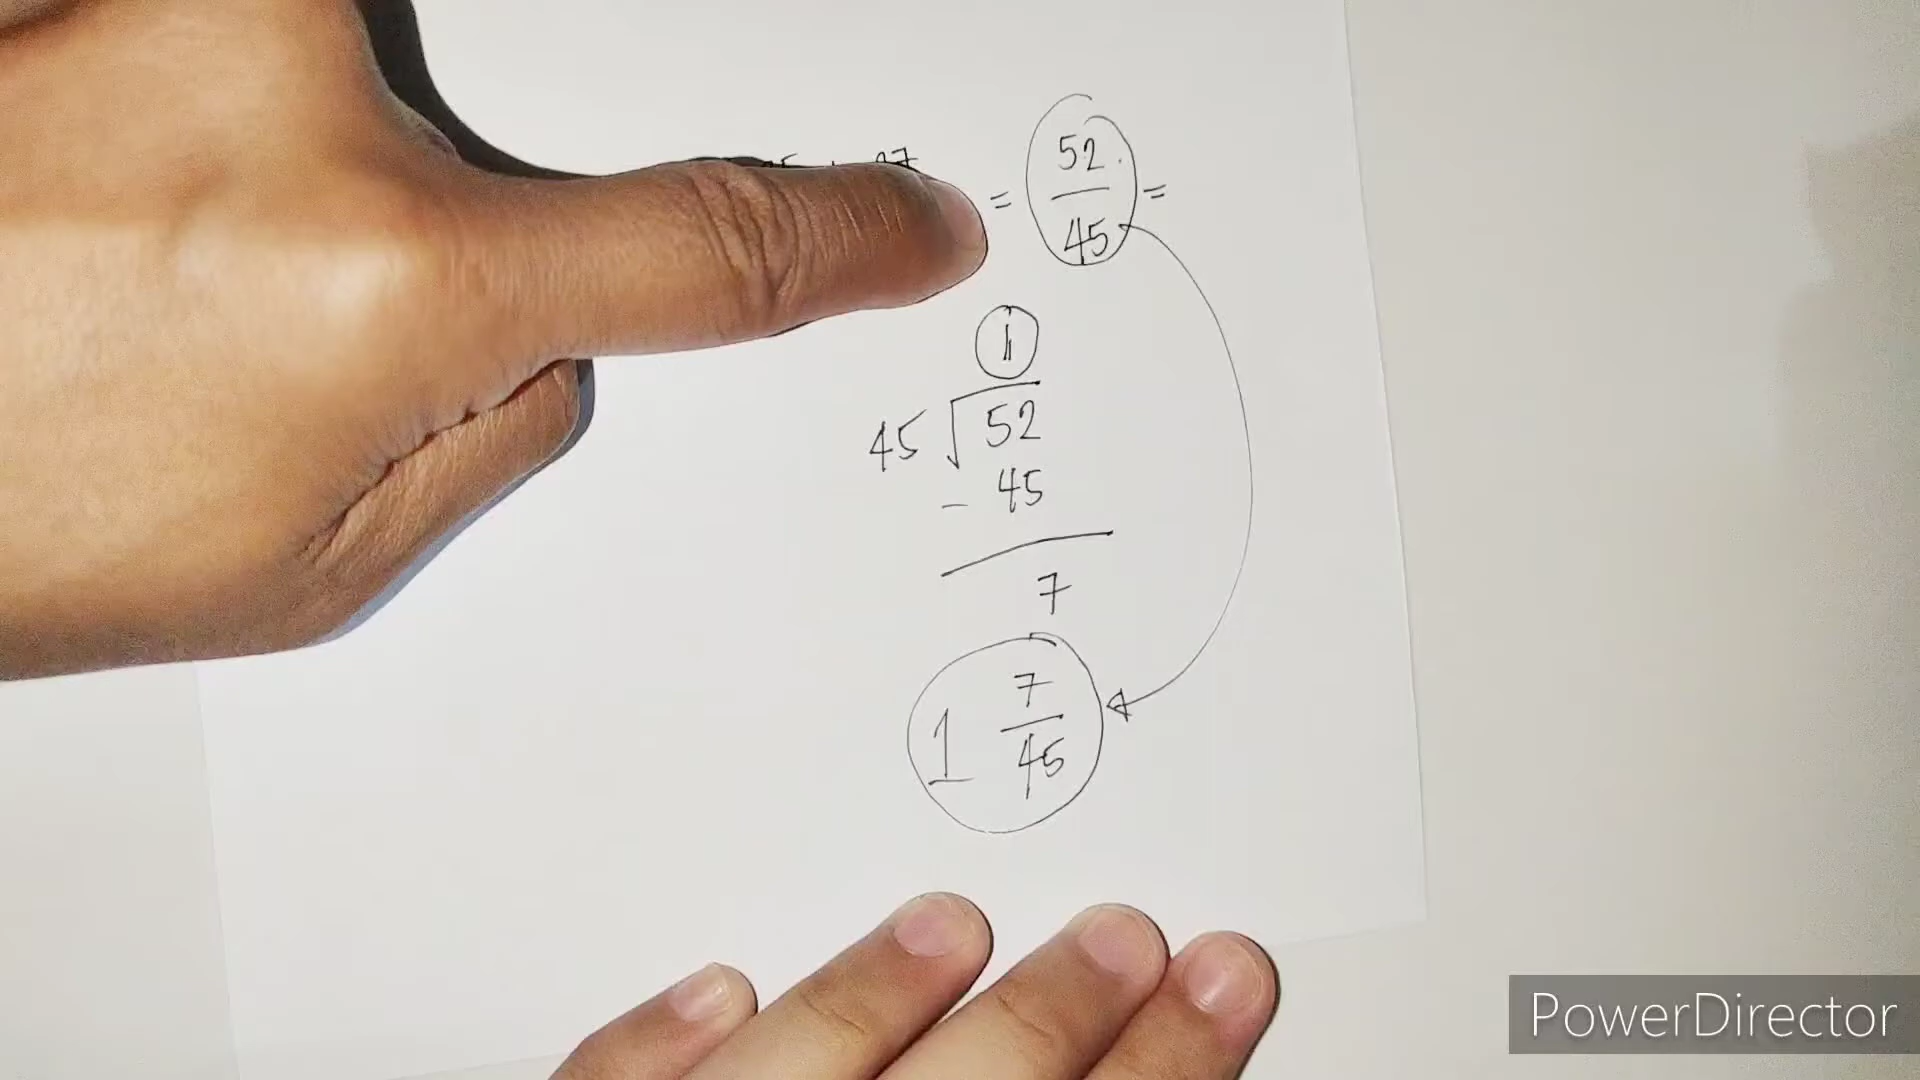 = 52/45 =
1
45 √52
- 45
7
1 7/45
PowerDirector